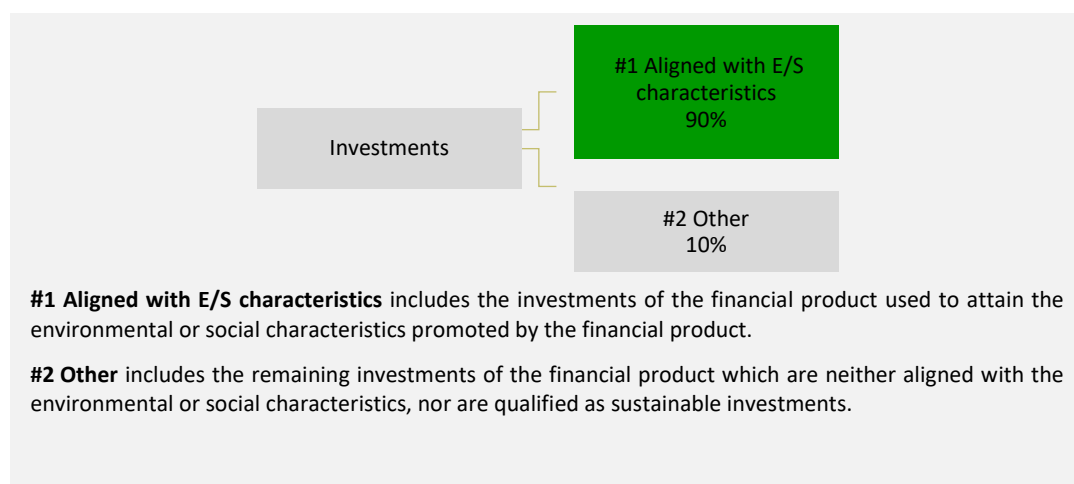 #1 Aligned with E/S
characteristics
90%
Investments
#2 Other
10%
#1 Aligned with E/S characteristics includes the investments of the financial product used to attain the
environmental or social characteristics promoted by the financial product.
#2 Other includes the remaining investments of the financial product which are neither aligned with the
environmental or social characteristics, nor are qualified as sustainable investments.